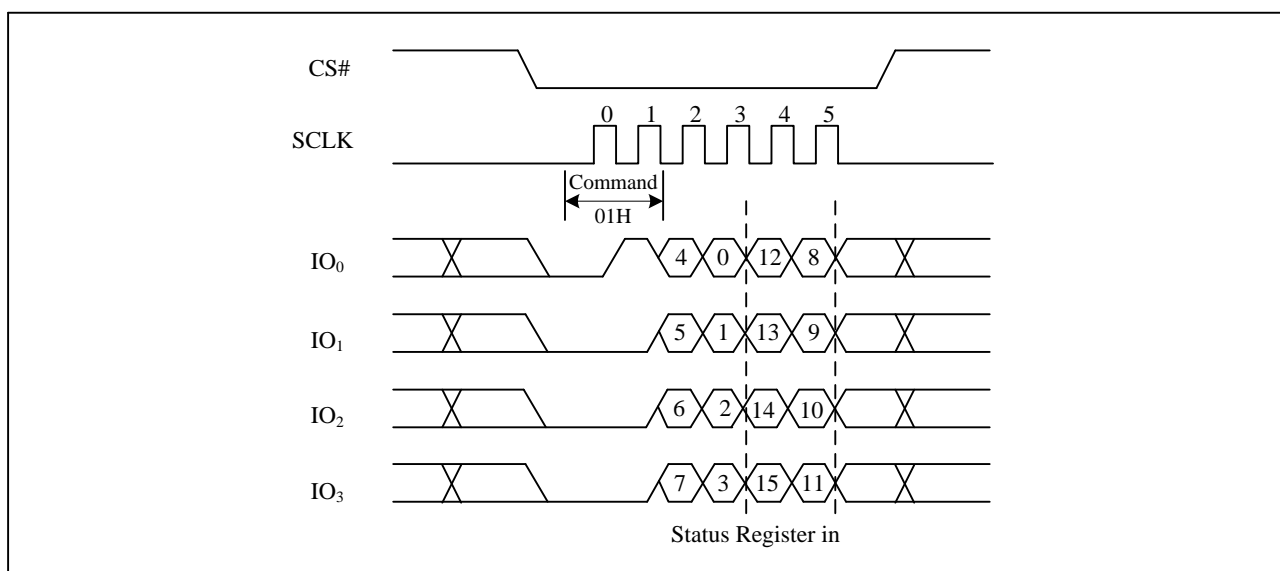 CS#
0 1 2 3 4 5
SCLK
Command
01H
IO₀ 4 0 12 8
IO₁ 5 1 13 9
IO₂ 6 2 14 10
IO₃ 7 3 15 11
Status Register in